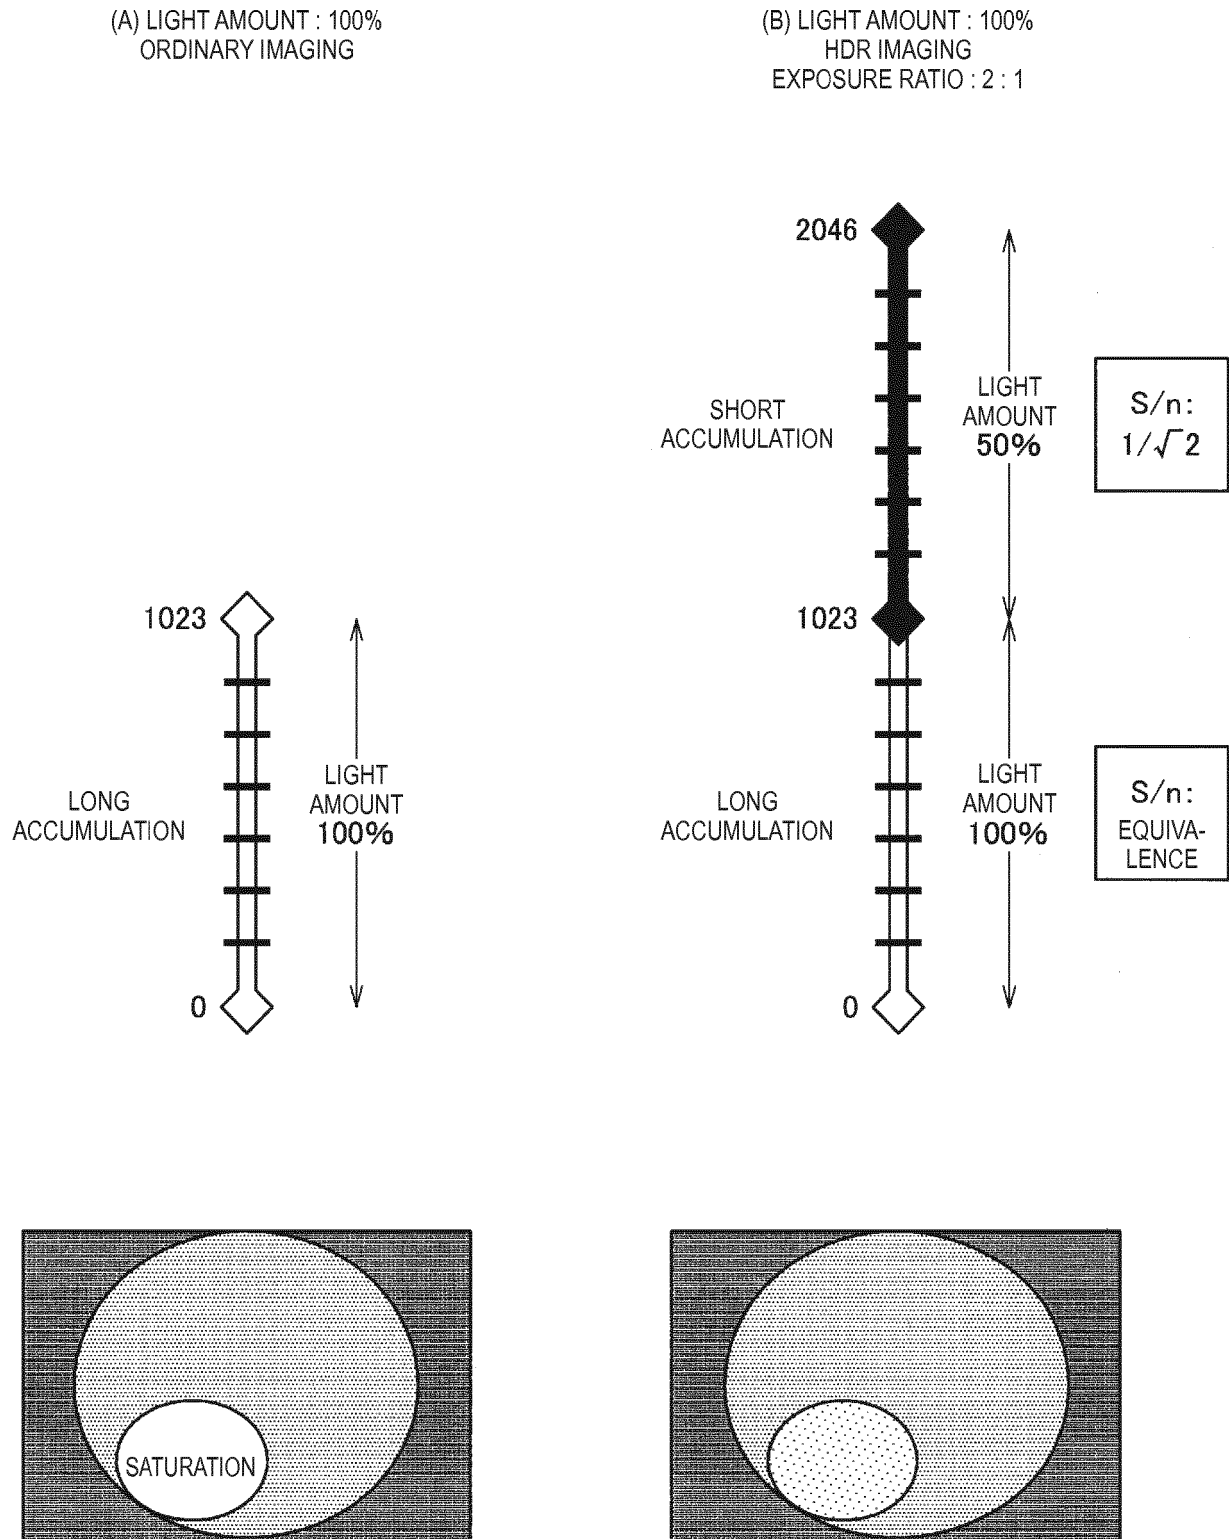 (A) LIGHT AMOUNT : 100%
ORDINARY IMAGING
(B) LIGHT AMOUNT : 100%
HDR IMAGING
EXPOSURE RATIO : 2 : 1
1023
0
LONG
ACCUMULATION
LIGHT
AMOUNT
100%
2046
1023
0
SHORT
ACCUMULATION
LIGHT
AMOUNT
50%
S/n:
1/√2
LONG
ACCUMULATION
LIGHT
AMOUNT
100%
S/n:
EQUIVA-
LENCE
SATURATION